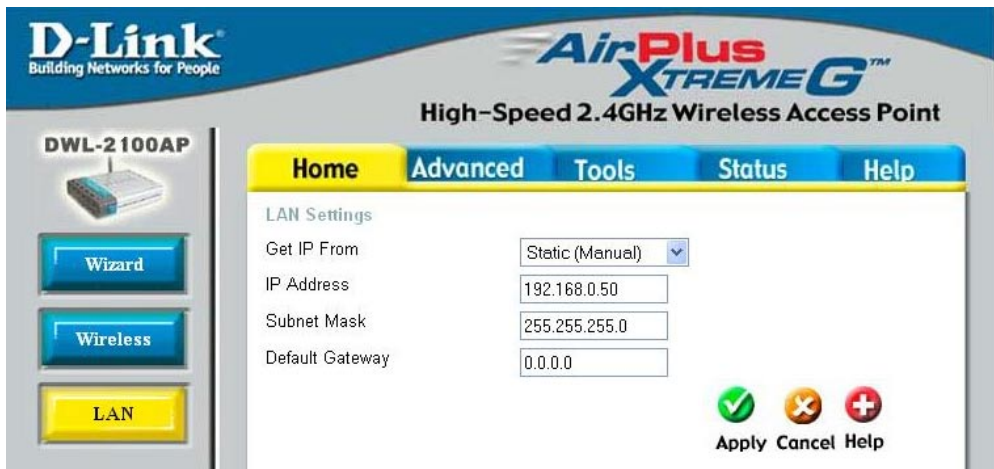 D-Link
Building Networks for People
AirPlus
XTREME G™
High-Speed 2.4GHz Wireless Access Point
DWL-2100AP
Home Advanced Tools Status Help
LAN Settings
Wizard
Get IP From Static (Manual)
IP Address 192.168.0.50
Wireless
Subnet Mask 255.255.255.0
Default Gateway 0.0.0.0
LAN
Apply Cancel Help